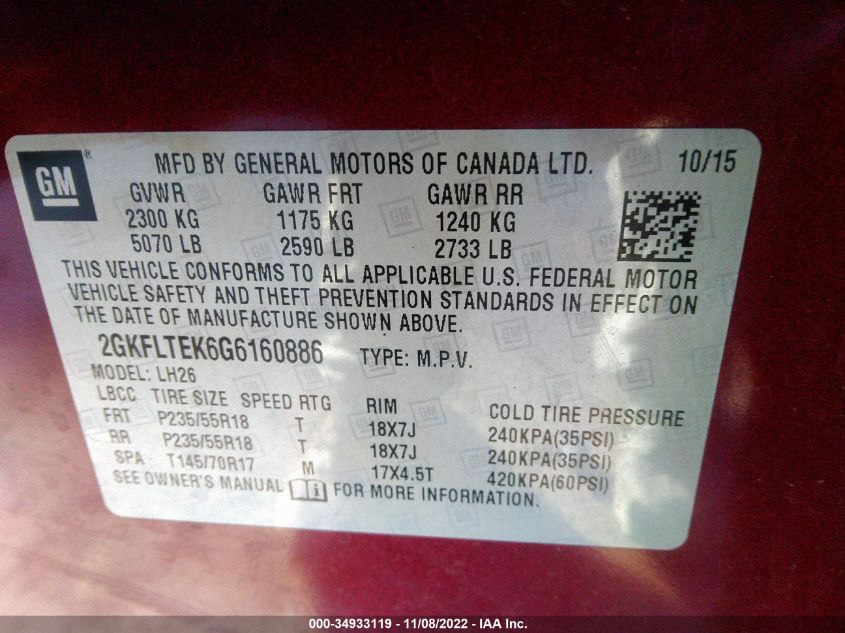 GM ® MFD BY GENERAL MOTORS OF CANADA LTD. 10/15
GVWR GAWR FRT GAWR RR
2300 KG 1175 KG 1240 KG
5070 LB 2590 LB 2733 LB
THIS VEHICLE CONFORMS TO ALL APPLICABLE U.S. FEDERAL MOTOR
VEHICLE SAFETY AND THEFT PREVENTION STANDARDS IN EFFECT ON
THE DATE OF MANUFACTURE SHOWN ABOVE.
2GKFLTEK6G6160886 TYPE: M.P.V.
MODEL: LH26
LBCC TIRE SIZE SPEED RTG RIM COLD TIRE PRESSURE
FRT P235/55R18 T 18X7J 240KPA(35PSI)
RR P235/55R18 T 18X7J 240KPA(35PSI)
SPA T145/70R17 M 17X4.5T 420KPA(60PSI)
SEE OWNER'S MANUAL FOR MORE INFORMATION.
000-34933119 - 11/08/2022 - IAA Inc.